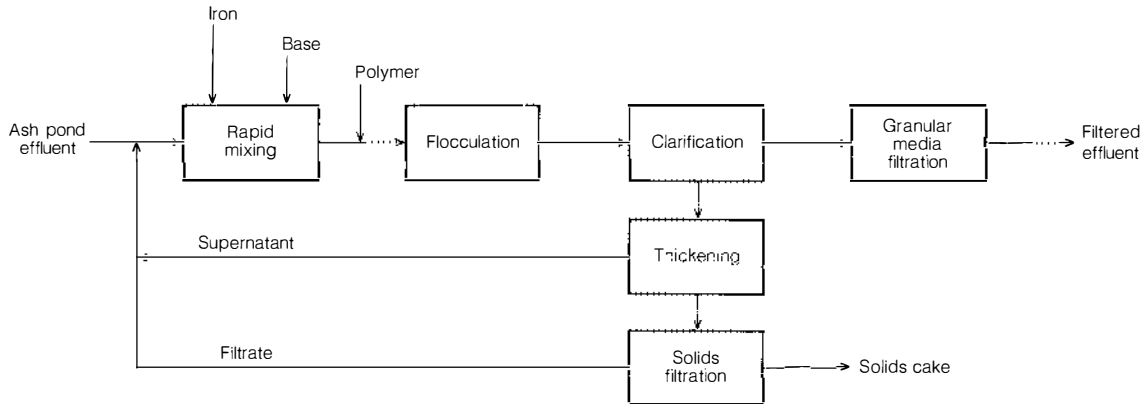 Iron
Base
Polymer
Ash pond
effluent
Rapid
mixing
Flocculation
Clarification
Granular
media
filtration
Filtered
effluent
Supernatant
Thickening
Filtrate
Solids
filtration
Solids cake